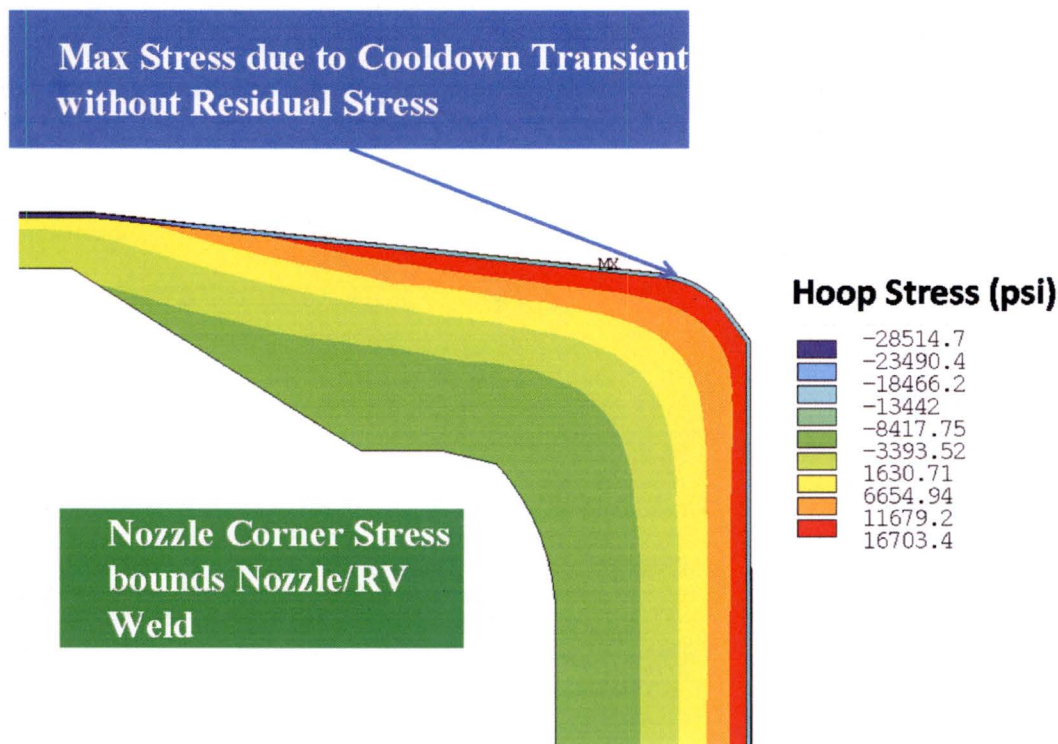 Max Stress due to Cooldown Transient
without Residual Stress
MX
Hoop Stress (psi)
-28514.7
-23490.4
-18466.2
-13442
-8417.75
-3393.52
1630.71
6654.94
11679.2
16703.4
Nozzle Corner Stress
bounds Nozzle/RV
Weld